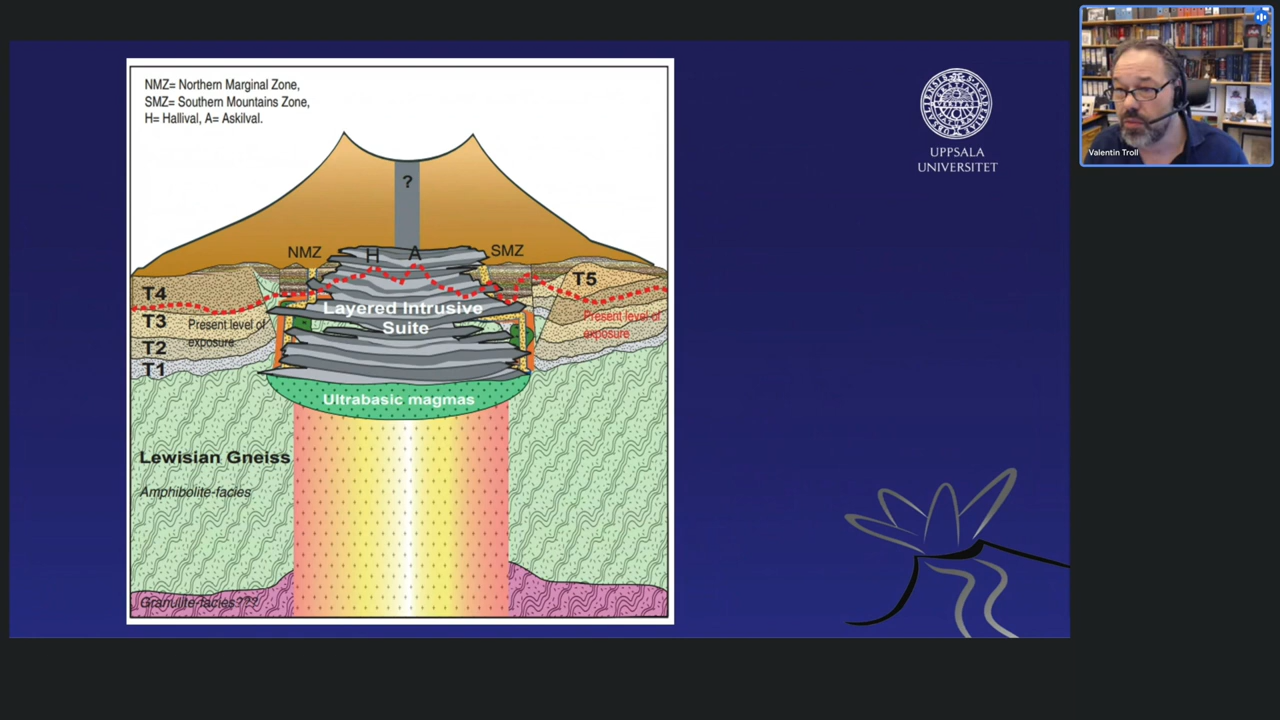 NMZ= Northern Marginal Zone,
SMZ= Southern Mountains Zone,
H= Hallival, A= Askilval.
?
NMZ
H
A
SMZ
T4
T5
T3
Present level of
exposure
T2
T1
Layered Intrusive
Suite
Present level of
exposure
Ultrabasic magmas
Lewisian Gneiss
Amphibolite-facies
Granulite-facies???
UPPSALA
UNIVERSITET
Valentin Troll